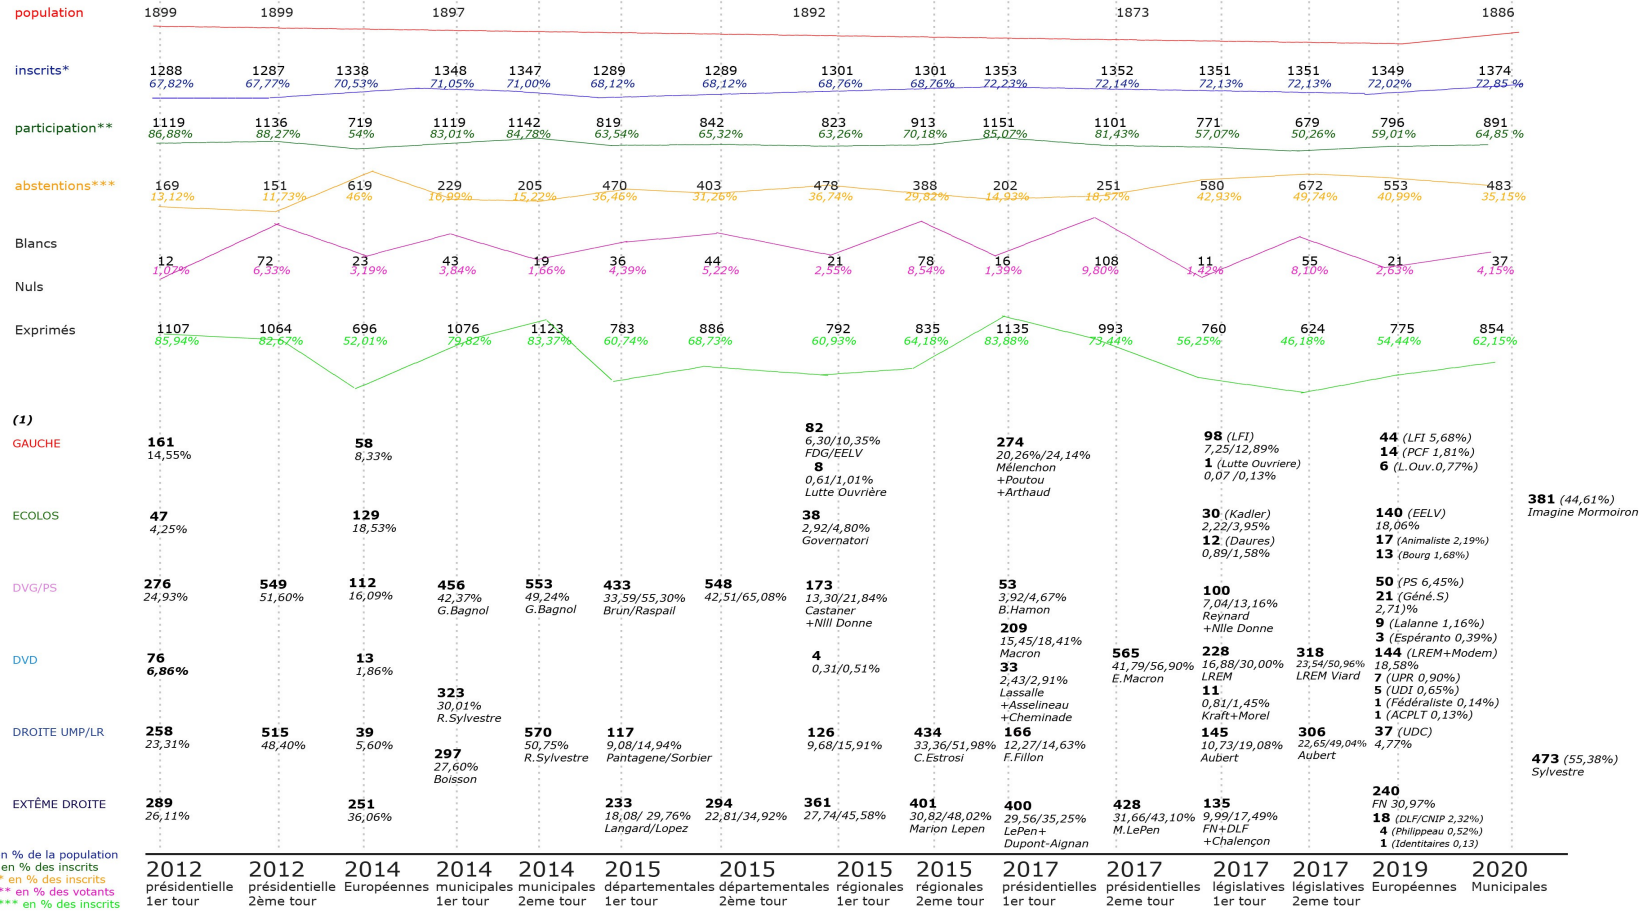 population 1899 1899 1897 1892 1873 1886
inscrits* 1288 1287 1338 1348 1347 1289 1289 1301 1301 1353 1352 1351 1351 1349 1374
67,82% 67,77% 70,53% 71,05% 71,00% 68,12% 68,12% 68,76% 68,76% 72,23% 72,14% 72,13% 72,13% 72,02% 72,85 %
participation** 1119 1136 719 1119 1142 819 842 823 913 1151 1101 771 679 796 891
86,88% 88,27% 54% 83,01% 84,78% 63,54% 65,32% 63,26% 70,18% 85,07% 81,43% 57,07% 50,26% 59,01% 64,85 %
abstentions*** 169 151 619 229 205 470 403 478 388 202 251 580 672 553 483
13,12% 11,73% 46% 16,99% 15,22% 36,46% 31,26% 36,74% 29,82% 14,93% 18,57% 42,93% 49,74% 40,99% 35,15%
Blancs
12 72 23 43 19 36 44 21 78 16 108 11 55 21 37
1,07% 6,33% 3,19% 3,84% 1,66% 4,39% 5,22% 2,55% 8,54% 1,39% 9,80% 1,42% 8,10% 2,63% 4,15%
Nuls
Exprimés 1107 1064 696 1076 1123 783 886 792 835 1135 993 760 624 775 854
85,94% 82,67% 52,01% 79,82% 83,37% 60,74% 68,73% 60,93% 64,18% 83,88% 73,44% 56,25% 46,18% 54,44% 62,15%
(1)
GAUCHE
161
14,55%
58
8,33%
82
6,30/10,35%
FDG/EELV
8
0,61/1,01%
Lutte Ouvrière
274
20,26%/24,14%
Mélenchon
+Poutou
+Arthaud
98 (LFI)
7,25/12,89%
1 (Lutte Ouvriere)
0,07 /0,13%
44 (LFI 5,68%)
14 (PCF 1,81%)
6 (L.Ouv.0,77%)
381 (44,61%)
Imagine Mormoiron
ECOLOS
47
4,25%
129
18,53%
38
2,92/4,80%
Governatori
30 (Kadler)
2,22/3,95%
12 (Daures)
0,89/1,58%
140 (EELV)
18,06%
17 (Animaliste 2,19%)
13 (Bourg 1,68%)
DVG/PS
276
24,93%
549
51,60%
112
16,09%
456
42,37%
G.Bagnol
553
49,24%
G.Bagnol
433
33,59/55,30%
Brun/Raspail
548
42,51/65,08%
173
13,30/21,84%
Castaner
+Nlll Donne
53
3,92/4,67%
B.Hamon
209
15,45/18,41%
Macron
100
7,04/13,16%
Reynard
+Nlle Donne
50 (PS 6,45%)
21 (Géné.S)
2,71)%
9 (Lalanne 1,16%)
3 (Espéranto 0,39%)
DVD
76
6,86%
13
1,86%
323
30,01%
R.Sylvestre
4
0,31/0,51%
33
2,43/2,91%
Lassalle
+Asselineau
+Cheminade
565
41,79/56,90%
E.Macron
228
16,88/30,00%
LREM
11
0,81/1,45%
Kraft+Morel
318
23,54/50,96%
LREM Viard
144 (LREM+Modem)
18,58%
7 (UPR 0,90%)
5 (UDI 0,65%)
1 (Fédéraliste 0,14%)
1 (ACPLT 0,13%)
DROITE UMP/LR
258
23,31%
515
48,40%
39
5,60%
297
27,60%
Boisson
570
50,75%
R.Sylvestre
117
9,08/14,94%
Pantagene/Sorbier
126
9,68/15,91%
434
33,36/51,98%
C.Estrosi
166
12,27/14,63%
F.Fillon
145
10,73/19,08%
Aubert
306
22,65/49,04%
Aubert
37 (UDC)
4,77%
473 (55,38%)
Sylvestre
EXTÊME DROITE
289
26,11%
251
36,06%
233
18,08/ 29,76%
Langard/Lopez
294
22,81/34,92%
361
27,74/45,58%
401
30,82/48,02%
Marion Lepen
400
29,56/35,25%
LePen+
Dupont-Aignan
428
31,66/43,10%
M.LePen
135
9,99/17,49%
FN+DLF
+Chalençon
240
FN 30,97%
18 (DLF/CNIP 2,32%)
4 (Philippeau 0,52%)
1 (Identitaires 0,13)
n % de la population
en % des inscrits
* en % des inscrits
** en % des votants
*** en % des inscrits
2012 2012 2014 2014 2014 2015 2015 2015 2015 2017 2017 2017 2017 2019 2020
présidentielle présidentielle Européennes municipales municipales départementales départementales régionales régionales présidentielles présidentielles législatives législatives Européennes Municipales
1er tour 2ème tour 1er tour 2eme tour 1er tour 2ème tour 1er tour 2eme tour 1er tour 2eme tour 1er tour 2eme tour